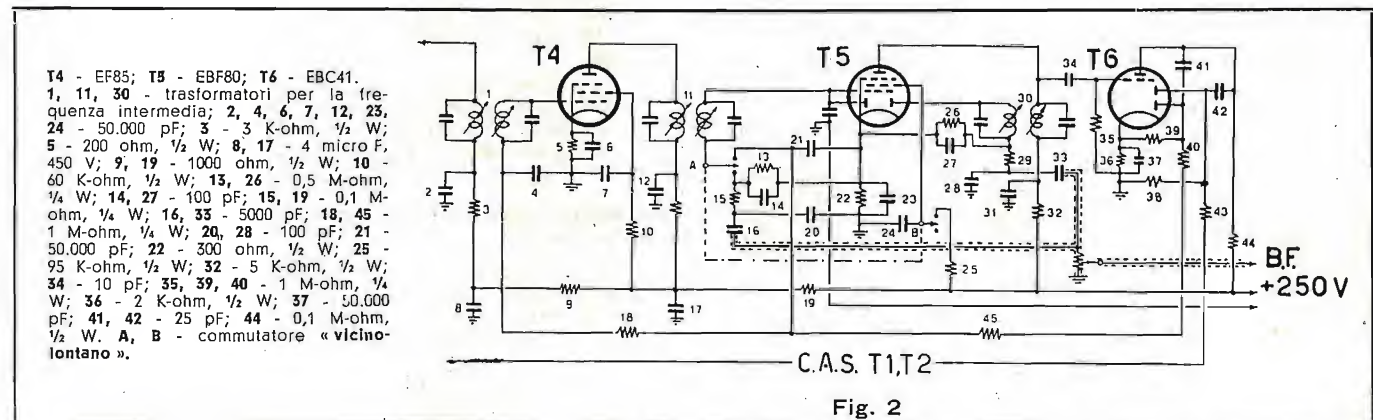 T4 - EF85; T5 - EBF80; T6 - EBC41.
1, 11, 30 - trasformatori per la fre-
quenza intermedia; 2, 4, 6, 7, 12, 23,
24 - 50.000 pF; 3 - 3 K-ohm, ½ W;
5 - 200 ohm, ½ W; 8, 17 - 4 micro F,
450 V; 9, 19 - 1000 ohm, ½ W; 10 -
60 K-ohm, ½ W; 13, 26 - 0,5 M-ohm,
¼ W; 14, 27 - 100 pF; 15, 19 - 0,1 M-
ohm, ¼ W; 16, 33 - 5000 pF; 18, 45 -
1 M-ohm, ¼ W; 20,, 28 - 100 pF; 21 -
50.000 pF; 22 - 300 ohm, ½ W; 25 -
95 K-ohm, ½ W; 32 - 5 K-ohm, ½ W;
34 - 10 pF; 35, 39, 40 - 1 M-ohm, ¼
W; 36 - 2 K-ohm, ½ W; 37 - 50.000
pF; 41, 42 - 25 pF; 44 - 0,1 M-ohm,
½ W. A, B - commutatore « vicino-
lontano ».
T4
T5
T6
1
11
30
34
41
42
2
3
4
5
6
7
8
9
10
12
A
13
14
15
16
17
18
19
20
21
22
23
24
B
25
26
27
28
29
31
32
33
35
36
37
38
39
40
43
44
45
B.F.
+250 V
C.A.S. T1,T2
Fig. 2